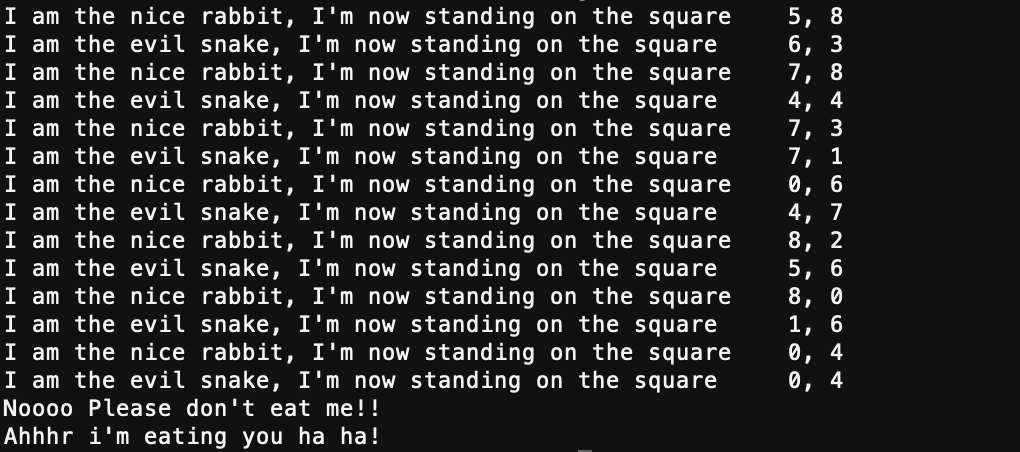 I am the nice rabbit, I'm now standing on the square    5, 8
I am the evil snake, I'm now standing on the square     6, 3
I am the nice rabbit, I'm now standing on the square    7, 8
I am the evil snake, I'm now standing on the square     4, 4
I am the nice rabbit, I'm now standing on the square    7, 3
I am the evil snake, I'm now standing on the square     7, 1
I am the nice rabbit, I'm now standing on the square    0, 6
I am the evil snake, I'm now standing on the square     4, 7
I am the nice rabbit, I'm now standing on the square    8, 2
I am the evil snake, I'm now standing on the square     5, 6
I am the nice rabbit, I'm now standing on the square    8, 0
I am the evil snake, I'm now standing on the square     1, 6
I am the nice rabbit, I'm now standing on the square    0, 4
I am the evil snake, I'm now standing on the square     0, 4
Noooo Please don't eat me!!
Ahhhr i'm eating you ha ha!